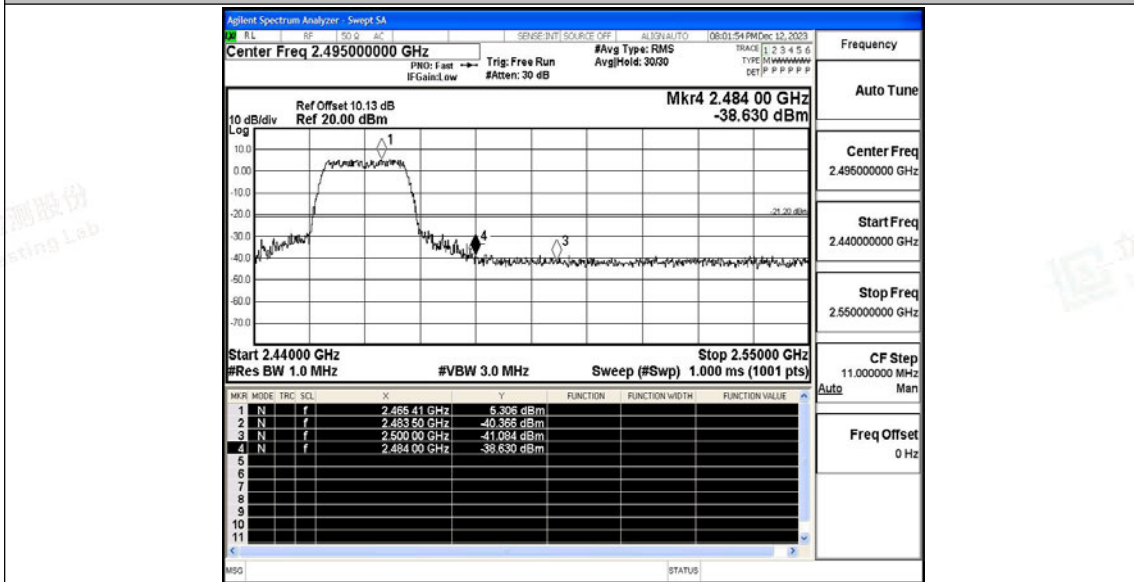 Agilent Spectrum Analyzer - Swept SA
RL RF 50 Ω AC SENSE:INT SOURCE OFF ALIGN AUTO 08:01:54 PM Dec 12, 2023
Center Freq 2.495000000 GHz #Avg Type: RMS TRACE 1 2 3 4 5 6
PNO: Fast Trig: Free Run Avg|Hold: 30/30 TYPE M WWWWW
IFGain:Low #Atten: 30 dB DET P P P P P P
Frequency
Auto Tune
Center Freq
2.495000000 GHz
Start Freq
2.440000000 GHz
Stop Freq
2.550000000 GHz
CF Step
11.000000 MHz
Auto Man
Freq Offset
0 Hz
Mkr4 2.484 00 GHz
-38.630 dBm
Ref Offset 10.13 dB
10 dB/div Ref 20.00 dBm
Log
10.0
0.00
-10.0
-20.0
-30.0
-40.0
-50.0
-60.0
-70.0
1
4
3
-21.20 dBm
Start 2.44000 GHz Stop 2.55000 GHz
#Res BW 1.0 MHz #VBW 3.0 MHz Sweep (#Swp) 1.000 ms (1001 pts)
MKR MODE TRC SCL X Y FUNCTION FUNCTION WIDTH FUNCTION VALUE
1 N f 2.465 41 GHz 5.306 dBm
2 N f 2.483 50 GHz -40.366 dBm
3 N f 2.500 00 GHz -41.084 dBm
4 N f 2.484 00 GHz -38.630 dBm
5
6
7
8
9
10
11
MSG STATUS
测股份
esting Lab